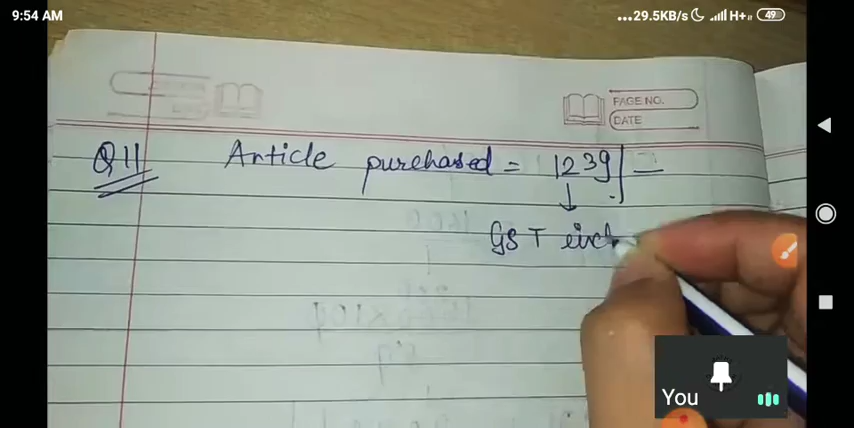 9:54 AM
...29.5KB/s H+ 49
PAGE NO.
DATE
Q11 Article purchased = 1239/-
GST incl
You